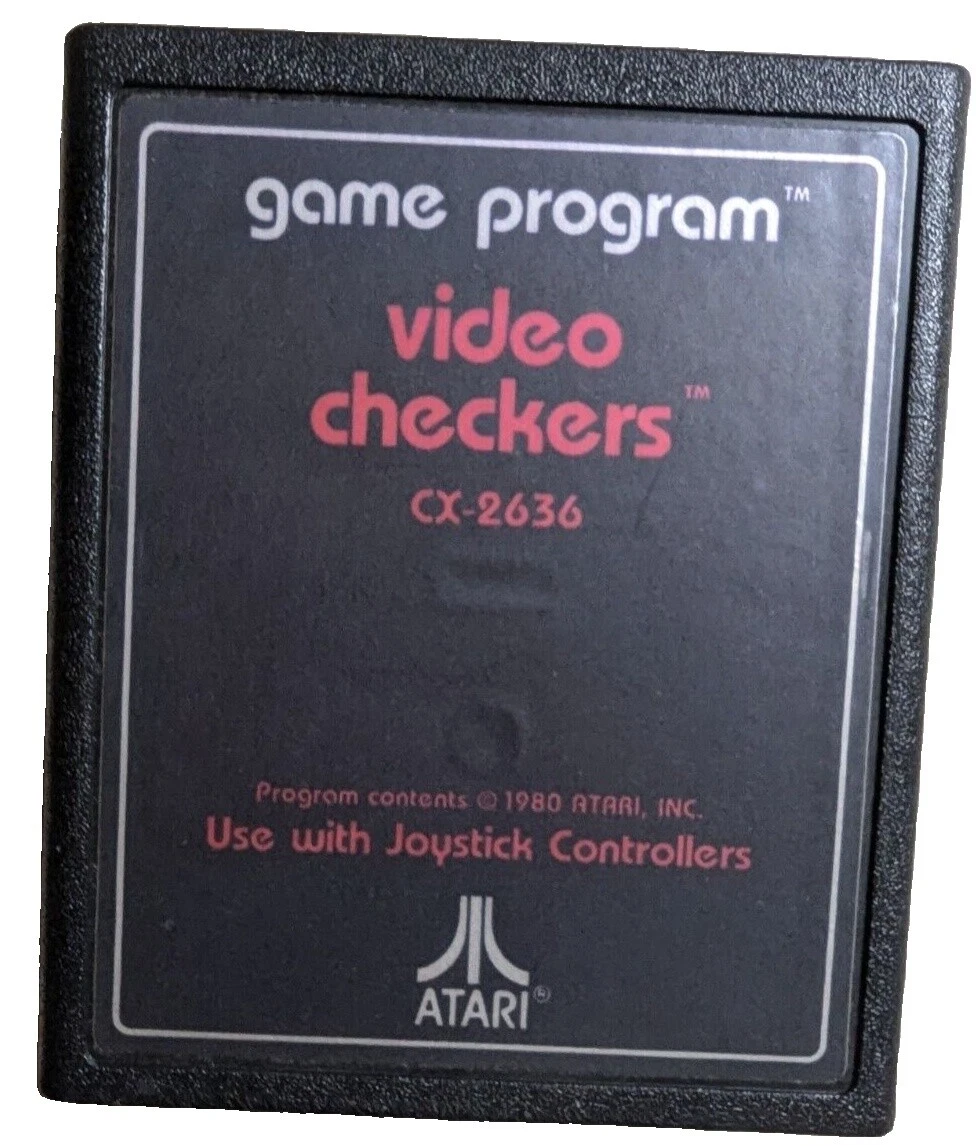 game program™
video
checkers™
CX-2636
Program contents © 1980 ATARI, INC.
Use with Joystick Controllers
ATARI®